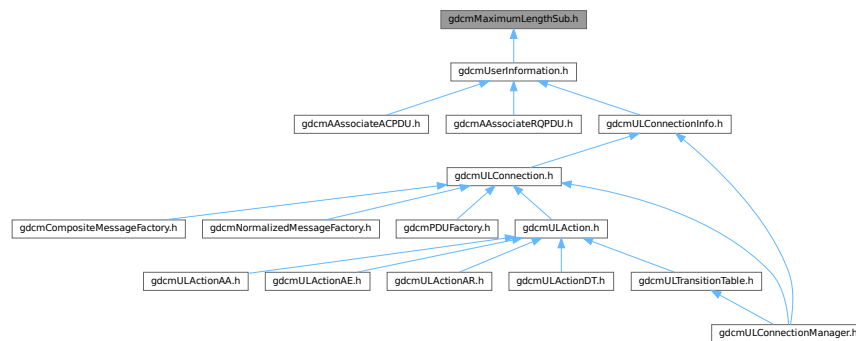 gdcmMaximumLengthSub.h
gdcmUserInformation.h
gdcmAAssociateACPDU.h
gdcmAAssociateRQPDU.h
gdcmULConnectionInfo.h
gdcmULConnection.h
gdcmCompositeMessageFactory.h
gdcmNormalizedMessageFactory.h
gdcmPDUFactory.h
gdcmULAction.h
gdcmULActionAA.h
gdcmULActionAE.h
gdcmULActionAR.h
gdcmULActionDT.h
gdcmULTransitionTable.h
gdcmULConnectionManager.h